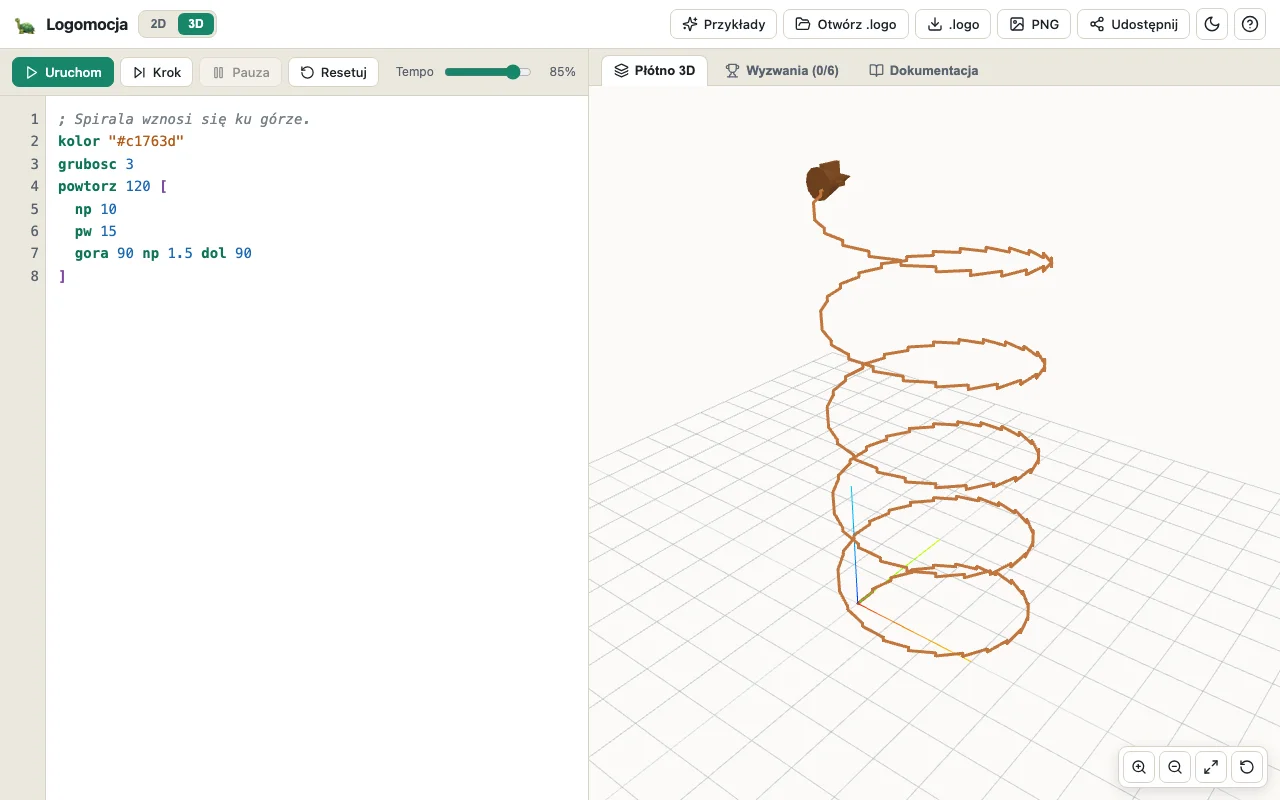 Logomocja
2D 3D
Przykłady Otwórz .logo .logo PNG Udostępnij
Uruchom Krok Pauza Resetuj Tempo 85%
Płótno 3D Wyzwania (0/6) Dokumentacja
1 ; Spirala wznosi się ku górze.
2 kolor "#c1763d"
3 grubosc 3
4 powtorz 120 [
5 np 10
6 pw 15
7 gora 90 np 1.5 dol 90
8 ]